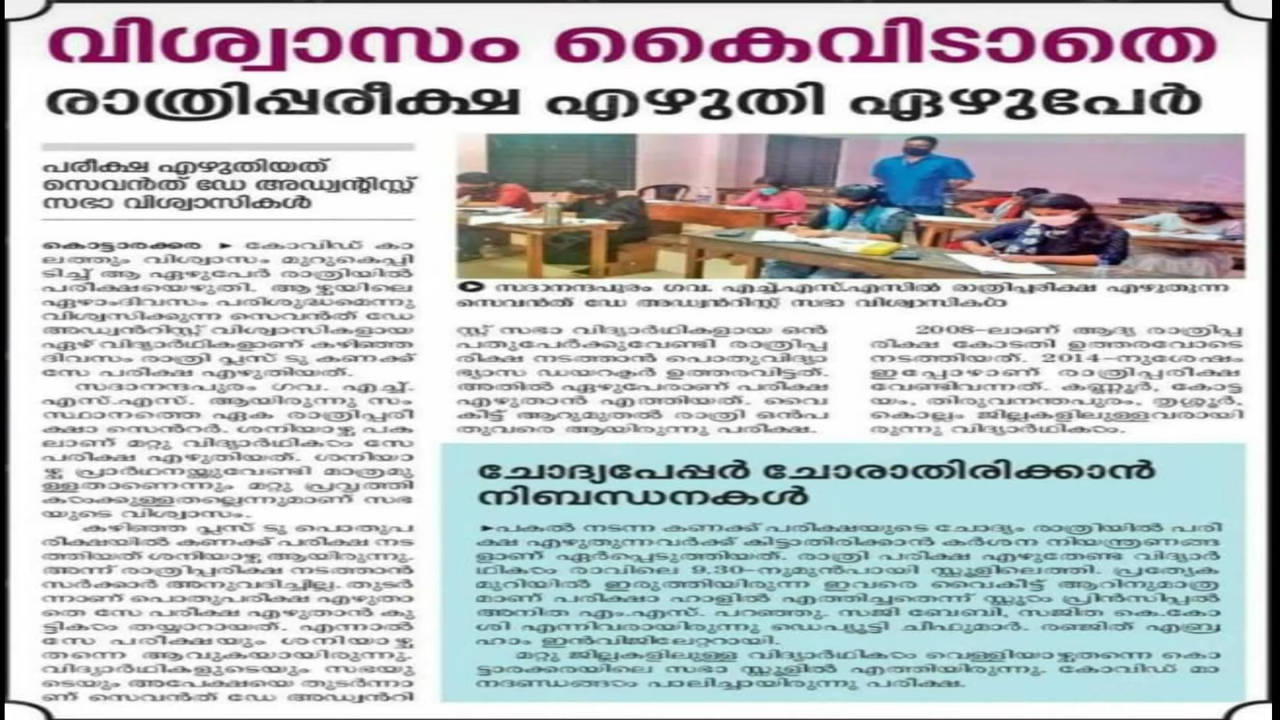 വിശ്വാസം കൈവിടാതെ
രാത്രിപ്പരീക്ഷ എഴുതി ഏഴുപേർ
പരീക്ഷ എഴുതിയത്
സെവൻത് ഡേ അഡ്വന്റിസ്റ്റ്
സഭാ വിശ്വാസികൾ
കൊട്ടാരക്കര ► കോവിഡ് കാ
ലത്തും വിശ്വാസം മുറുകെപ്പി
ടിച്ച് ആ ഏഴുപേർ രാത്രിയിൽ
പരീക്ഷയെഴുതി. ആഴ്ചയിലെ
ഏഴാംദിവസം പരിശുദ്ധമെന്നു
വിശ്വസിക്കുന്ന സെവൻത് ഡേ
അഡ്വൻറിസ്റ്റ് വിശ്വാസികളായ
ഏഴ് വിദ്യാർഥികളാണ് കഴിഞ്ഞ
ദിവസം രാത്രി പ്ലസ് ടു കണക്ക്
സേ പരീക്ഷ എഴുതിയത്.
സദാനന്ദപുരം ഗവ. എച്ച്.
എസ്.എസ്. ആയിരുന്നു സം
സ്ഥാനത്തെ ഏക രാത്രിപ്പരീ
ക്ഷാ സെൻറർ. ശനിയാഴ്ച പക
ലാണ് മറ്റു വിദ്യാർഥികൾ സേ
പരീക്ഷ എഴുതിയത്. ശനിയാ
ഴ്ച പ്രാർഥനയ്ക്കുവേണ്ടി മാത്രമു
ള്ളതാണെന്നും മറ്റു പ്രവൃത്തി
കൾക്കുള്ളതല്ലെന്നുമാണ് സഭ
യുടെ വിശ്വാസം.
കഴിഞ്ഞ പ്ലസ് ടു പൊതുപ
രീക്ഷയിൽ കണക്ക് പരീക്ഷ നട
ത്തിയത് ശനിയാഴ്ച ആയിരുന്നു.
അന്ന് രാത്രിപ്പരീക്ഷ നടത്താൻ
സർക്കാർ അനുവദിച്ചില്ല. തുടർ
ന്നാണ് പൊതുപരീക്ഷ എഴുതാ
തെ സേ പരീക്ഷ എഴുതാൻ കു
ട്ടികൾ തയ്യാറായത്. എന്നാൽ
സേ പരീക്ഷയും ശനിയാഴ്ച
തന്നെ ആവുകയായിരുന്നു.
വിദ്യാർഥികളുടെയും സഭയു
ടെയും അപേക്ഷയെ തുടർന്നാ
ണ് സെവൻത് ഡേ അഡ്വൻറി
സദാനന്ദപുരം ഗവ. എച്ച്.എസ്.എസിൽ രാത്രിപ്പരീക്ഷ എഴുതുന്ന
സെവൻത് ഡേ അഡ്വൻറിസ്റ്റ് സഭാ വിശ്വാസികൾ
സ്റ്റ് സഭാ വിദ്യാർഥികളായ ഒൻ
പതുപേർക്കുവേണ്ടി രാത്രിപ്പ
രീക്ഷ നടത്താൻ പൊതുവിദ്യാ
ഭ്യാസ ഡയറക്ടർ ഉത്തരവിട്ടത്.
അതിൽ ഏഴുപേരാണ് പരീക്ഷ
എഴുതാൻ എത്തിയത്. വൈ
കീട്ട് ആറുമുതൽ രാത്രി ഒൻപ
തുവരെ ആയിരുന്നു പരീക്ഷ.
2008-ലാണ് ആദ്യ രാത്രിപ്പ
രീക്ഷ കോടതി ഉത്തരവോടെ
നടത്തിയത്. 2014-നുശേഷം
ഇപ്പോഴാണ് രാത്രിപ്പരീക്ഷ
വേണ്ടിവന്നത്. കണ്ണൂർ, കോട്ട
യം, തിരുവനന്തപുരം, തൃശ്ശൂർ,
കൊല്ലം ജില്ലകളിലുള്ളവരായി
രുന്നു വിദ്യാർഥികൾ.
ചോദ്യപേപ്പർ ചോരാതിരിക്കാൻ
നിബന്ധനകൾ
►പകൽ നടന്ന കണക്ക് പരീക്ഷയുടെ ചോദ്യം രാത്രിയിൽ പരീ
ക്ഷ എഴുതുന്നവർക്ക് കിട്ടാതിരിക്കാൻ കർശന നിയന്ത്രണങ്ങ
ളാണ് ഏർപ്പെടുത്തിയത്. രാത്രി പരീക്ഷ എഴുതേണ്ട വിദ്യാർ
ഥികൾ രാവിലെ 9.30-നുമുൻപായി സ്കൂളിലെത്തി. പ്രത്യേക
മുറിയിൽ ഇരുത്തിയിരുന്ന ഇവരെ വൈകീട്ട് ആറിനുമാത്ര
മാണ് പരീക്ഷാ ഹാളിൽ എത്തിച്ചതെന്ന് സ്കൂൾ പ്രിൻസിപ്പൽ
അനിത എം.എസ്. പറഞ്ഞു. സജി ബേബി, സജിത കെ.കോ
ശി എന്നിവരായിരുന്നു ഡെപ്യൂട്ടി ചീഫുമാർ. രഞ്ജിത് എബ്ര
ഹാം ഇൻവിജിലേറ്ററായി.
മറ്റു ജില്ലകളിലുള്ള വിദ്യാർഥികൾ വെള്ളിയാഴ്ചതന്നെ കൊ
ട്ടാരക്കരയിലെ സഭാ സ്കൂളിൽ എത്തിയിരുന്നു. കോവിഡ് മാ
നദണ്ഡങ്ങൾ പാലിച്ചായിരുന്നു പരീക്ഷ.